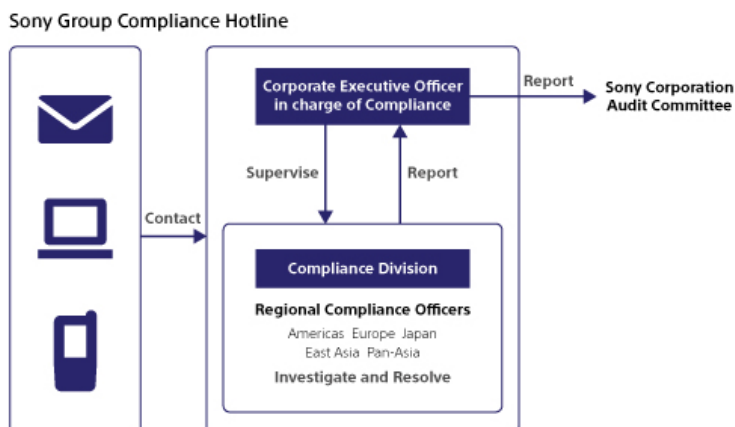 Sony Group Compliance Hotline
Corporate Executive Officer
in charge of Compliance
Report
Sony Corporation
Audit Committee
Supervise
Report
Contact
Compliance Division
Regional Compliance Officers
Americas Europe Japan
East Asia Pan-Asia
Investigate and Resolve